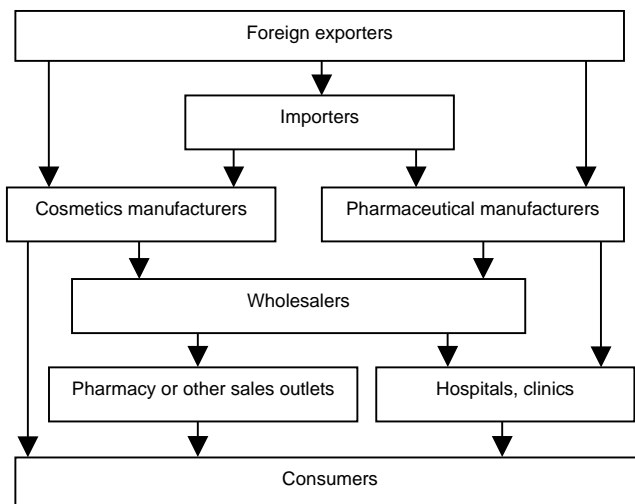 Foreign exporters
Importers
Cosmetics manufacturers
Pharmaceutical manufacturers
Wholesalers
Pharmacy or other sales outlets
Hospitals, clinics
Consumers